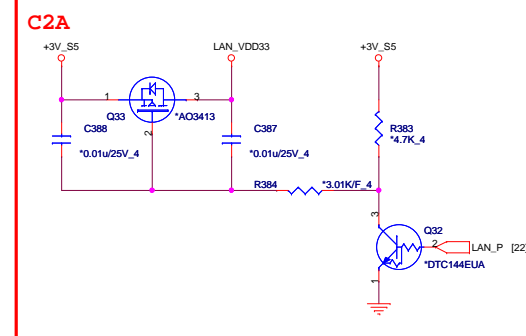 C2A
+3V_S5
LAN_VDD33
+3V_S5
1
3
Q33
*AO3413
2
C388
*0.01u/25V_4
C387
*0.01u/25V_4
R383
*4.7K_4
R384
*3.01K/F_4
3
Q32
2
LAN_P [22]
*DTC144EUA
1